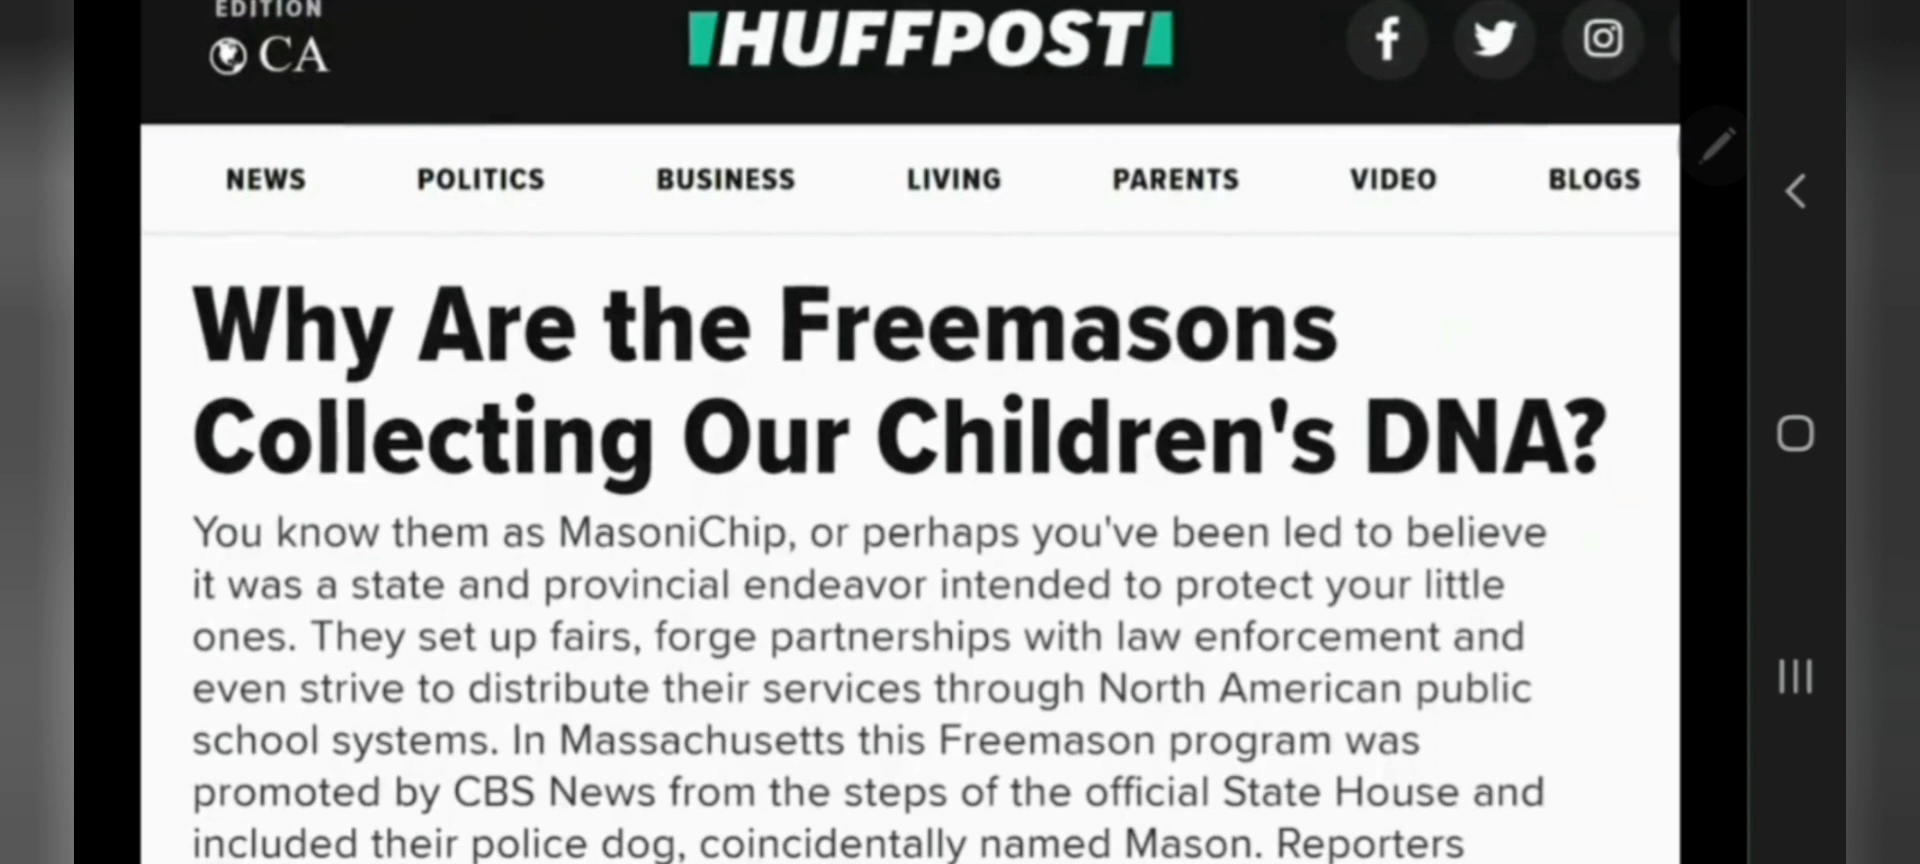 EDITION
CA
HUFFPOST
NEWS POLITICS BUSINESS LIVING PARENTS VIDEO BLOGS
Why Are the Freemasons
Collecting Our Children's DNA?
You know them as MasoniChip, or perhaps you've been led to believe
it was a state and provincial endeavor intended to protect your little
ones. They set up fairs, forge partnerships with law enforcement and
even strive to distribute their services through North American public
school systems. In Massachusetts this Freemason program was
promoted by CBS News from the steps of the official State House and
included their police dog, coincidentally named Mason. Reporters